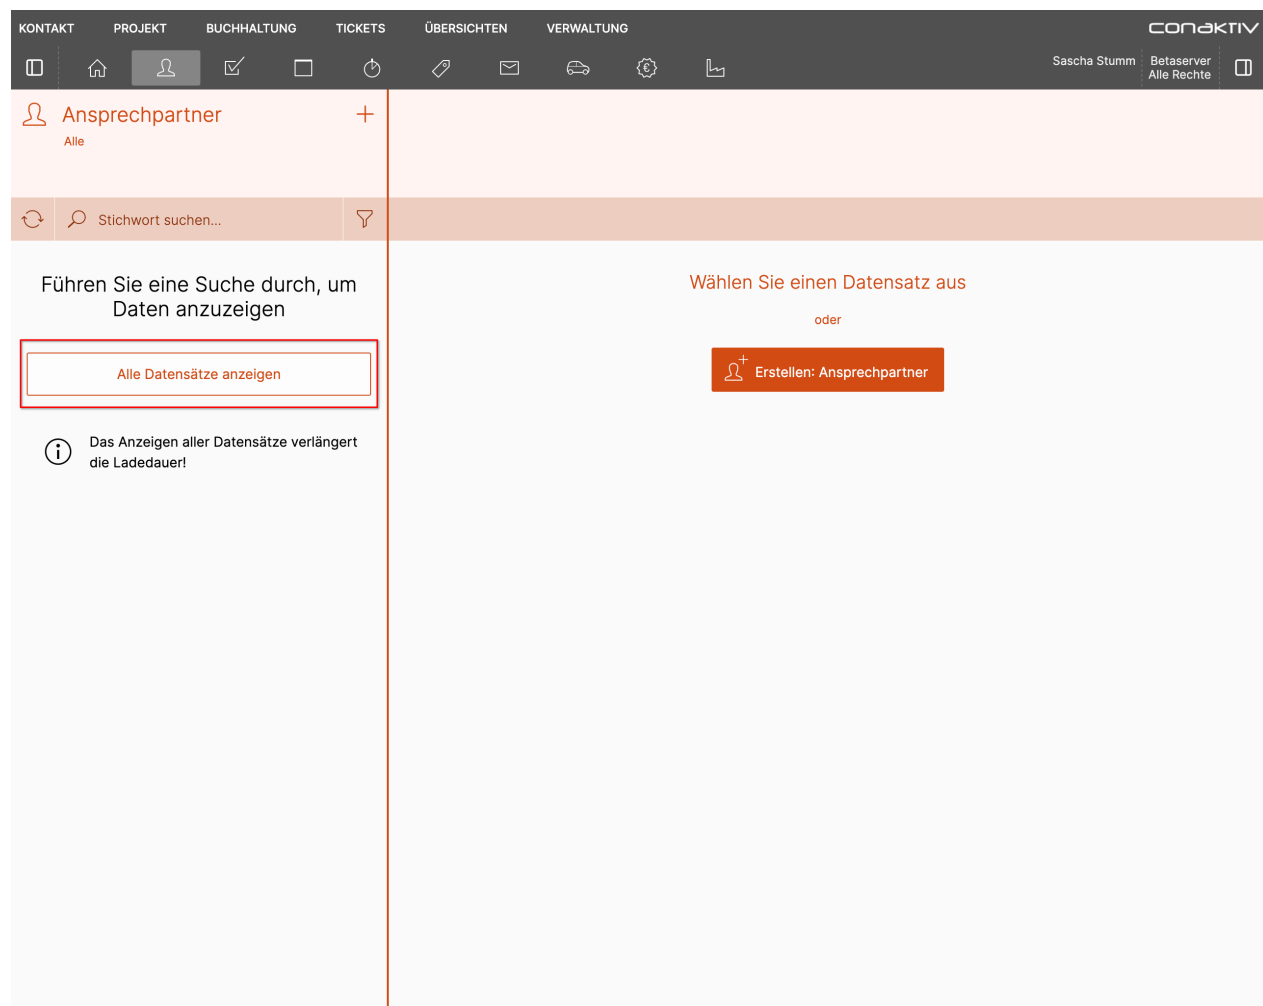 KONTAKT PROJEKT BUCHHALTUNG TICKETS ÜBERSICHTEN VERWALTUNG conaktiv
Sascha Stumm Betaserver
Alle Rechte
Ansprechpartner
Alle
Stichwort suchen...
Führen Sie eine Suche durch, um
Daten anzuzeigen
Alle Datensätze anzeigen
Das Anzeigen aller Datensätze verlängert
die Ladedauer!
Wählen Sie einen Datensatz aus
oder
Erstellen: Ansprechpartner